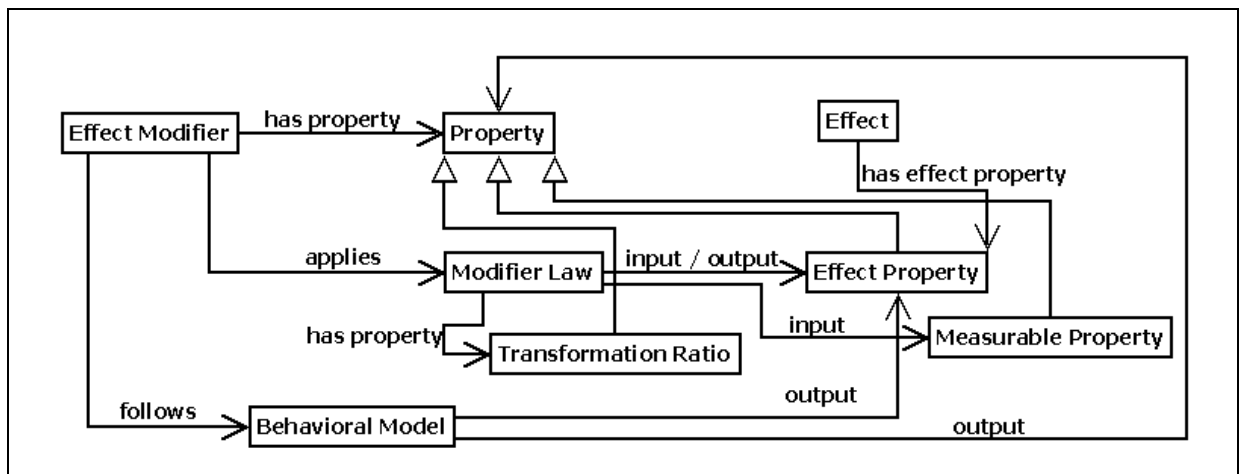 Effect
has property
Effect Modifier
Property
has effect property
applies
input / output
Modifier Law
Effect Property
has property
input
Measurable Property
Transformation Ratio
output
follows
Behavioral Model
output